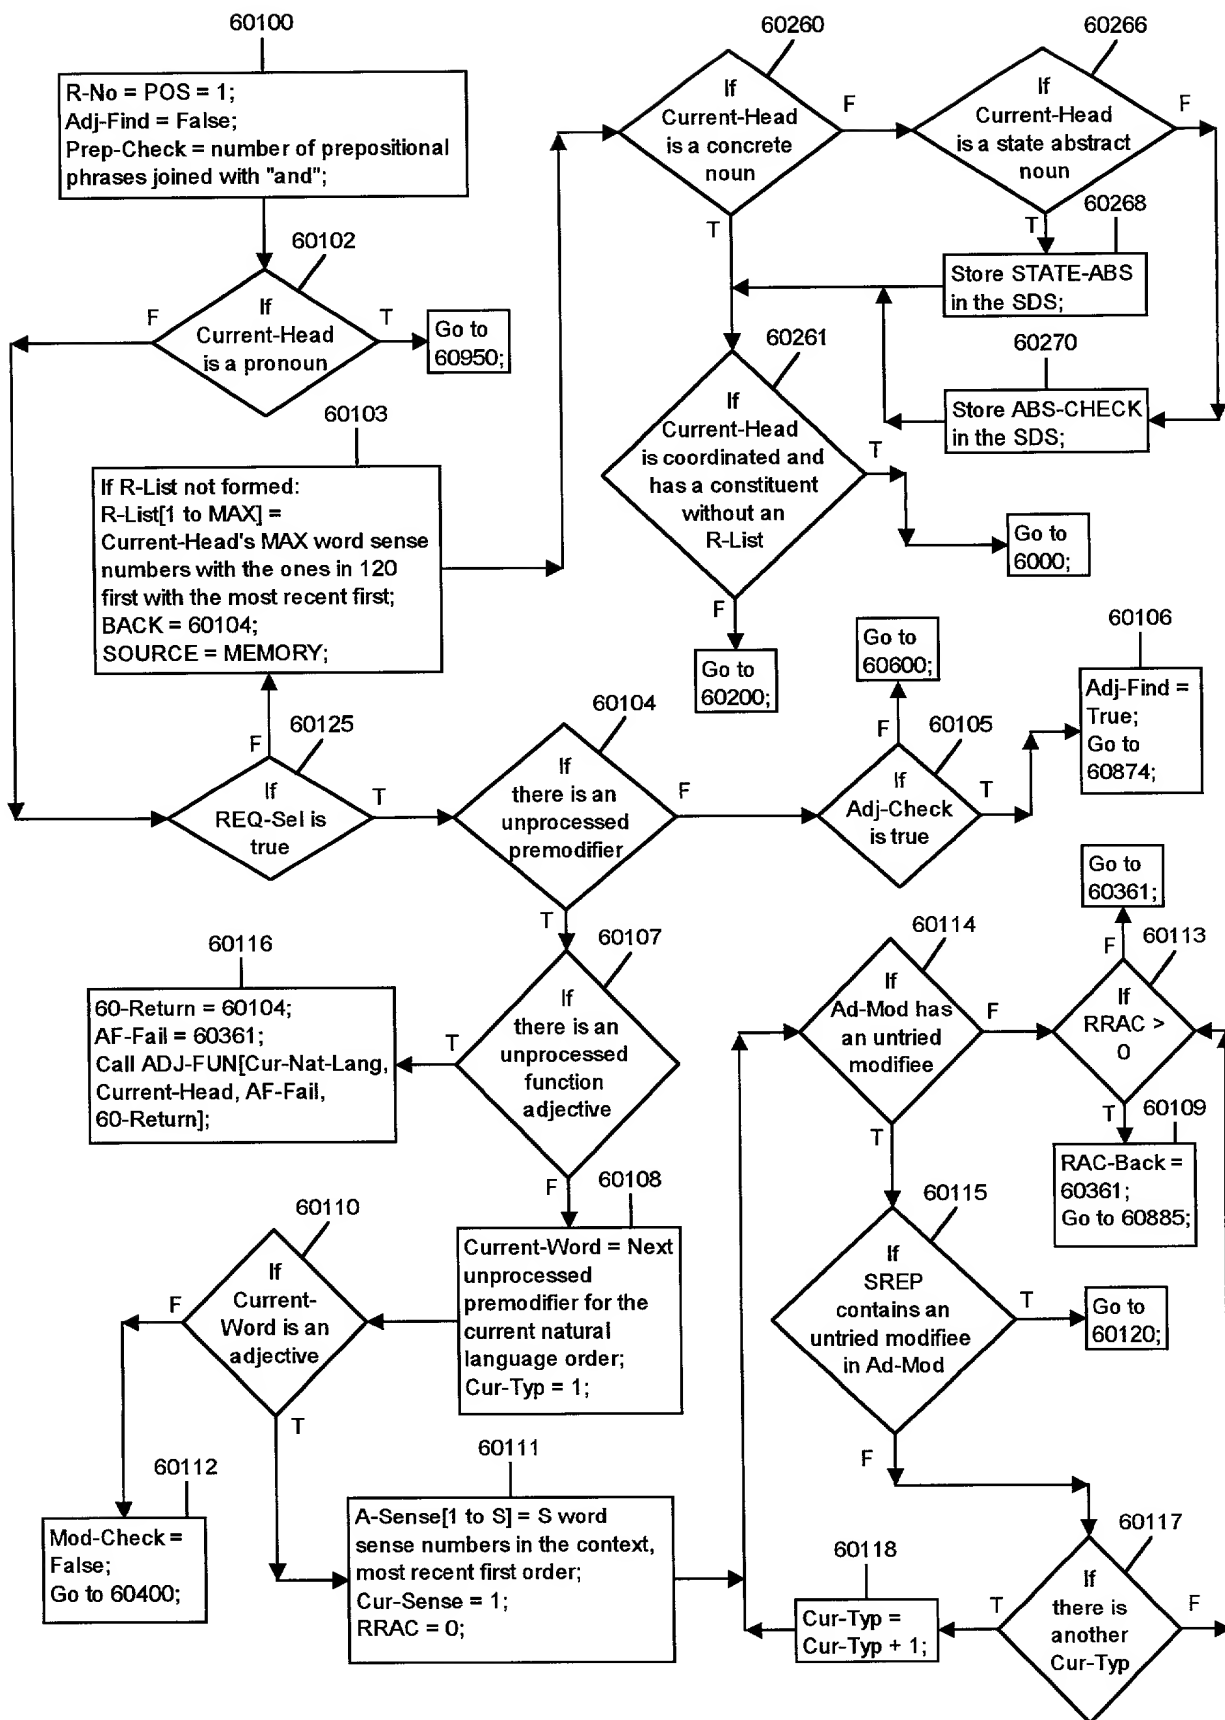 60100
R-No = POS = 1;
Adj-Find = False;
Prep-Check = number of prepositional
phrases joined with "and";
60102
If
Current-Head
is a pronoun
F
T
Go to
60950;
60103
If R-List not formed:
R-List[1 to MAX] =
Current-Head's MAX word sense
numbers with the ones in 120
first with the most recent first;
BACK = 60104;
SOURCE = MEMORY;
60260
If
Current-Head
is a concrete
noun
F
T
60266
If
Current-Head
is a state abstract
noun
F
T
60268
Store STATE-ABS
in the SDS;
60270
Store ABS-CHECK
in the SDS;
60261
If
Current-Head
is coordinated and
has a constituent
without an
R-List
T
Go to
6000;
F
Go to
60200;
60125
If
REQ-Sel is
true
F
T
60104
If
there is an
unprocessed
premodifier
F
T
Go to
60600;
60105
If
Adj-Check
is true
F
T
60106
Adj-Find =
True;
Go to
60874;
60107
If
there is an
unprocessed
function
adjective
T
F
60116
60-Return = 60104;
AF-Fail = 60361;
Call ADJ-FUN[Cur-Nat-Lang,
Current-Head, AF-Fail,
60-Return];
60108
Current-Word = Next
unprocessed
premodifier for the
current natural
language order;
Cur-Typ = 1;
60110
If
Current-
Word is an
adjective
F
T
60112
Mod-Check =
False;
Go to 60400;
60111
A-Sense[1 to S] = S word
sense numbers in the context,
most recent first order;
Cur-Sense = 1;
RRAC = 0;
60114
If
Ad-Mod has
an untried
modifiee
F
T
Go to
60361;
60113
If
RRAC >
0
F
T
60109
RAC-Back =
60361;
Go to 60885;
60115
If
SREP
contains an
untried modifiee
in Ad-Mod
T
Go to
60120;
F
60117
If
there is
another
Cur-Typ
T
F
60118
Cur-Typ =
Cur-Typ + 1;